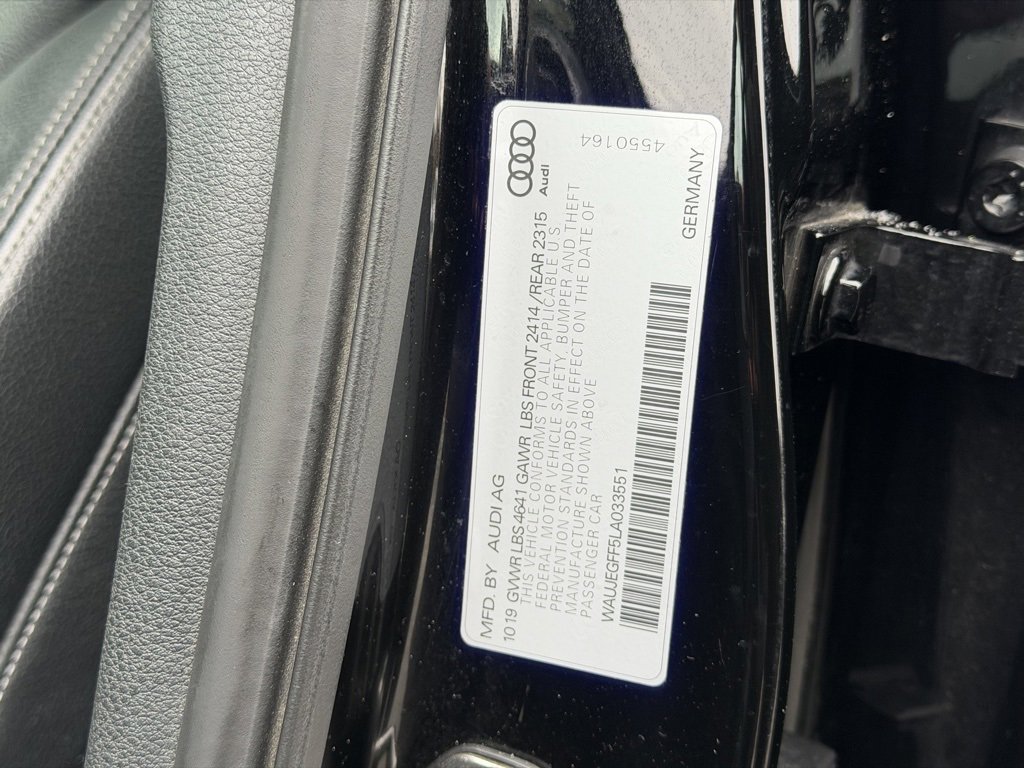 Audi
4550164
MFD. BY AUDI AG
GERMANY
10 19 GVWR LBS 4641 GAWR LBS FRONT 2414 / REAR 2315
THIS VEHICLE CONFORMS TO ALL APPLICABLE U.S.
FEDERAL MOTOR VEHICLE SAFETY, BUMPER AND THEFT
PREVENTION STANDARDS IN EFFECT ON THE DATE OF
MANUFACTURE SHOWN ABOVE
PASSENGER CAR
WAUJEGFF5LA033551